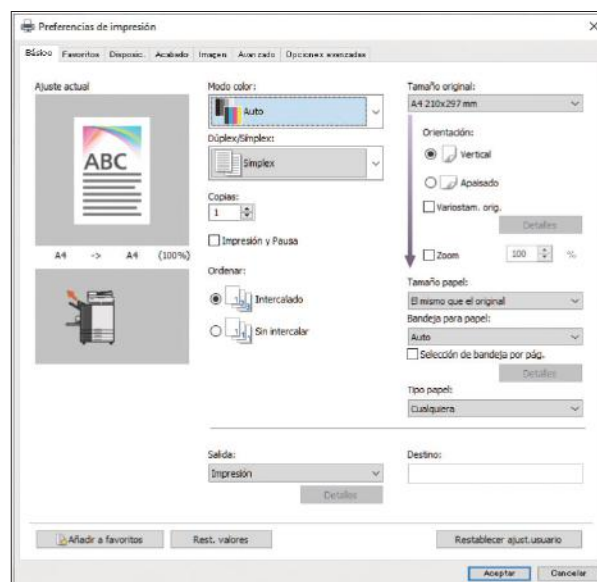 Preferencias de impresión
Básico Favoritos Disposic. Acabado Imagen Avanzado Opciones avanzadas
Ajuste actual
ABC
A4 -> A4 (100%)
Modo color:
Auto
Dúplex/Símplex:
Simplex
Copias:
1
Impresión y Pausa
Ordenar:
Intercalado
Sin intercalar
Tamaño original:
A4 210x297 mm
Orientación:
Vertical
Apaisado
Variostam. orig.
Detalles
Zoom 100 %
Tamaño papel:
El mismo que el original
Bandeja para papel:
Auto
Selección de bandeja por pág.
Detalles
Tipo papel:
Cualquiera
Salida:
Impresión
Detalles
Destino:
Añadir a favoritos Rest. valores Restablecer ajust.usuario
Aceptar Cancelar